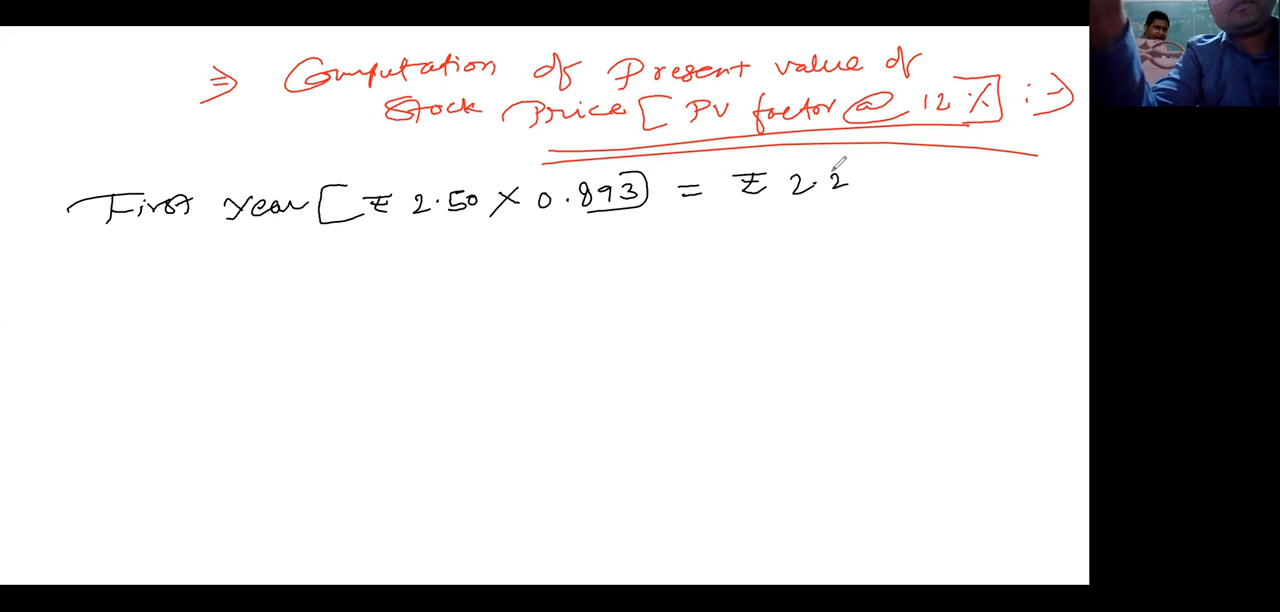 ⇒ Computation of Present value of
Stock Price [PV factor @ 12%] :-
First year [₹ 2.50 × 0.893) = ₹ 2.2